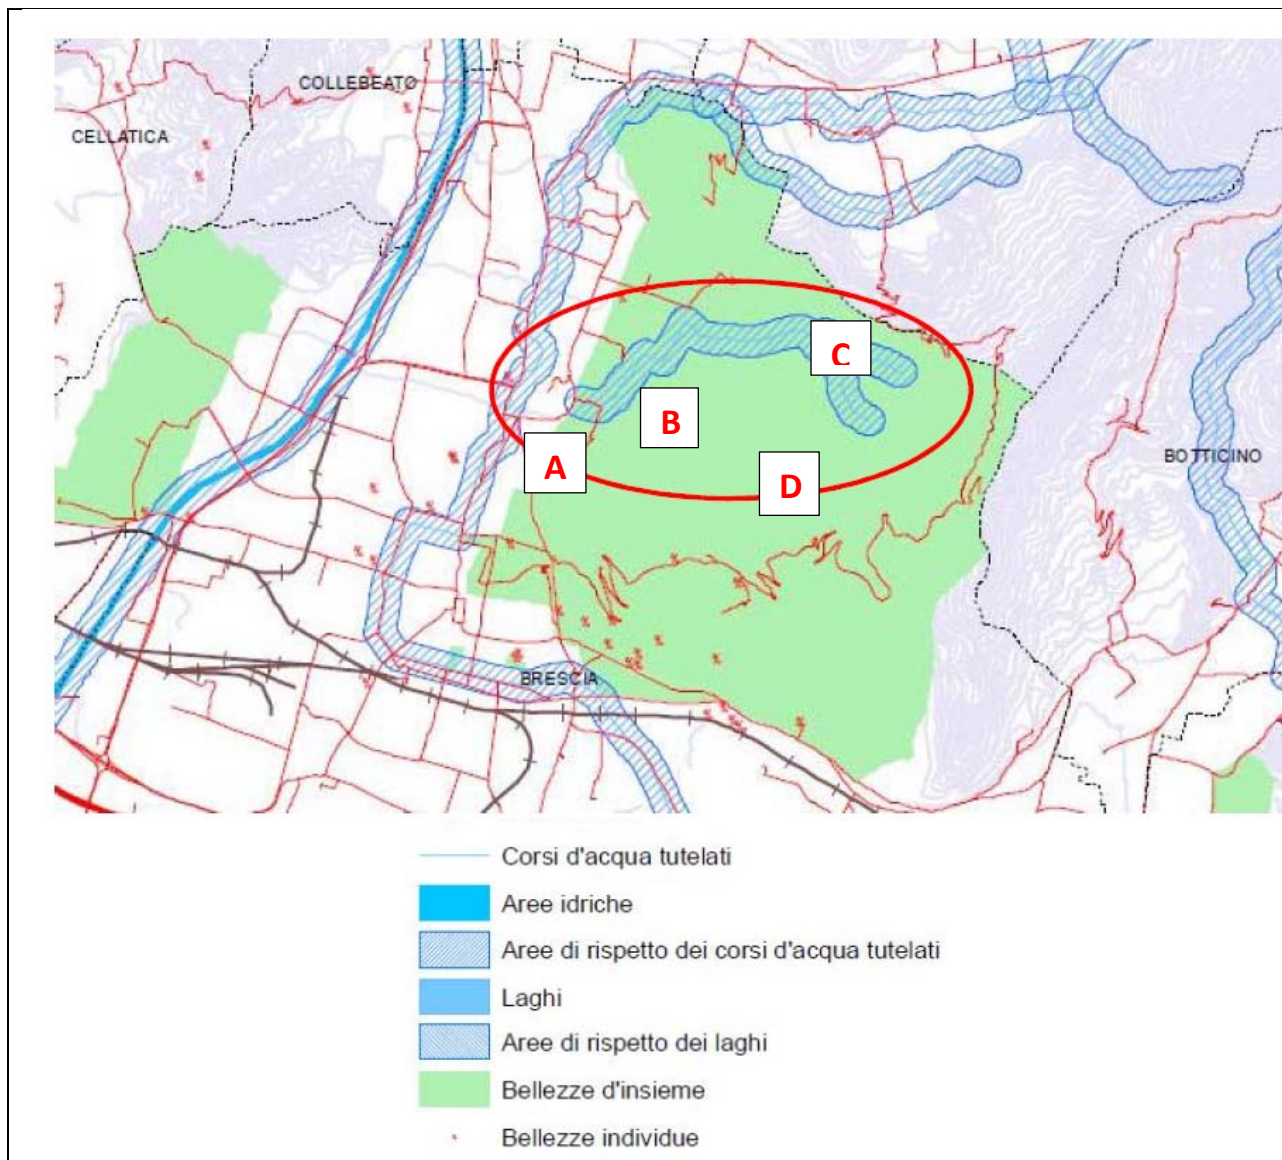 COLLEBEATO
CELLATICA
C
B
BOTTICINO
A
D
BRESCIA
Corsi d'acqua tutelati
Aree idriche
Aree di rispetto dei corsi d'acqua tutelati
Laghi
Aree di rispetto dei laghi
Bellezze d'insieme
Bellezze individue